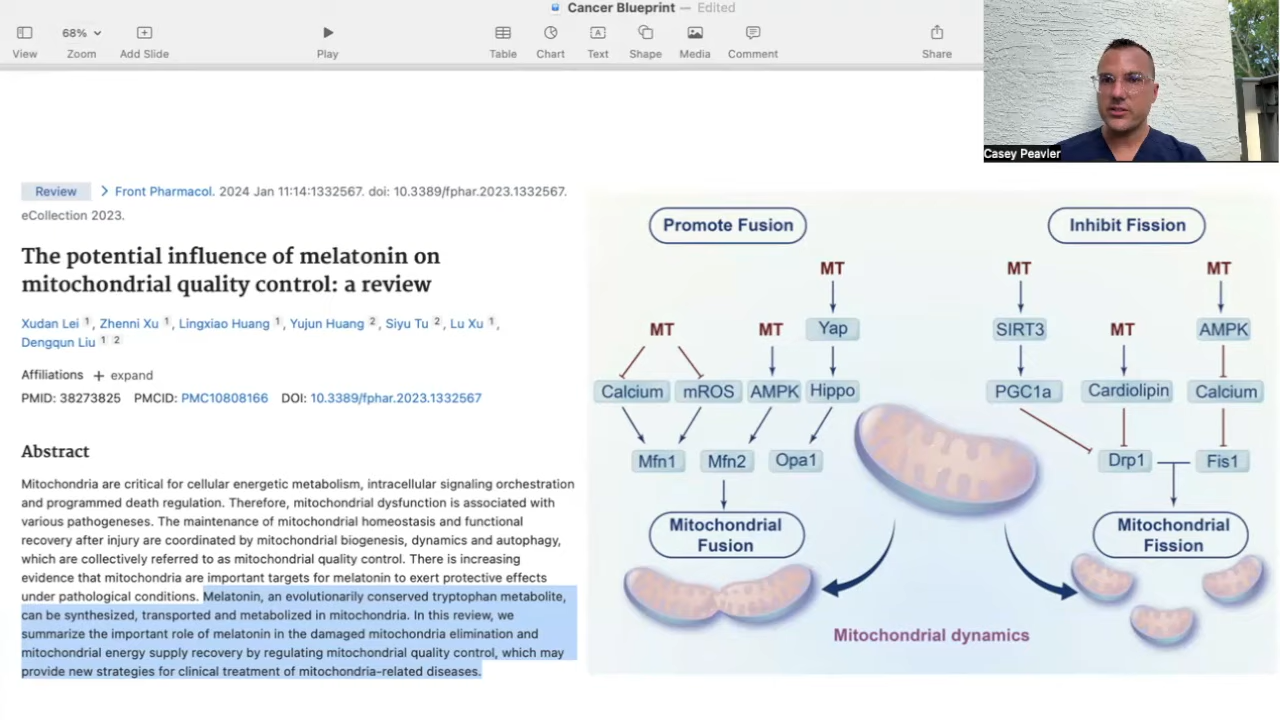 Cancer Blueprint — Edited
68%
View
Zoom
Add Slide
Play
Table
Chart
Text
Shape
Media
Comment
Share
Casey Peavler
Review
Front Pharmacol. 2024 Jan 11:14:1332567. doi: 10.3389/fphar.2023.1332567.
eCollection 2023.
The potential influence of melatonin on
mitochondrial quality control: a review
Xudan Lei 1, Zhenni Xu 1, Lingxiao Huang 1, Yujun Huang 2, Siyu Tu 2, Lu Xu 1,
Dengqun Liu 1 2
Affiliations + expand
PMID: 38273825 PMCID: PMC10808166 DOI: 10.3389/fphar.2023.1332567
Abstract
Mitochondria are critical for cellular energetic metabolism, intracellular signaling orchestration
and programmed death regulation. Therefore, mitochondrial dysfunction is associated with
various pathogeneses. The maintenance of mitochondrial homeostasis and functional
recovery after injury are coordinated by mitochondrial biogenesis, dynamics and autophagy,
which are collectively referred to as mitochondrial quality control. There is increasing
evidence that mitochondria are important targets for melatonin to exert protective effects
under pathological conditions. Melatonin, an evolutionarily conserved tryptophan metabolite,
can be synthesized, transported and metabolized in mitochondria. In this review, we
summarize the important role of melatonin in the damaged mitochondria elimination and
mitochondrial energy supply recovery by regulating mitochondrial quality control, which may
provide new strategies for clinical treatment of mitochondria-related diseases.
Promote Fusion
MT
MT
MT
Yap
Calcium
mROS
AMPK
Hippo
Mfn1
Mfn2
Opa1
Mitochondrial
Fusion
Inhibit Fission
MT
MT
SIRT3
MT
AMPK
PGC1a
Cardiolipin
Calcium
Drp1
Fis1
Mitochondrial
Fission
Mitochondrial dynamics